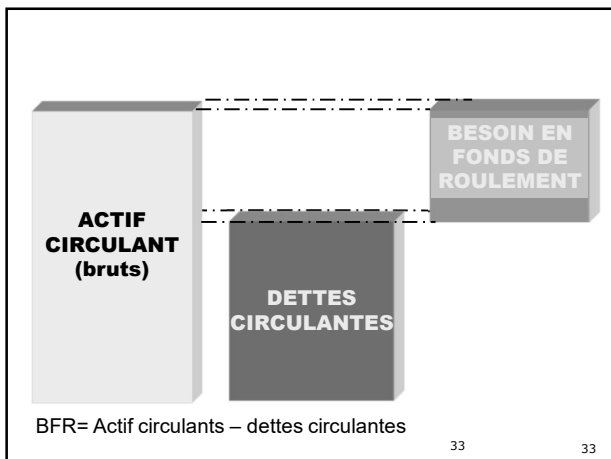 BESOIN EN
FONDS DE
ROULEMENT
ACTIF
CIRCULANT
(bruts)
DETTES
CIRCULANTES
BFR= Actif circulants – dettes circulantes
33
33